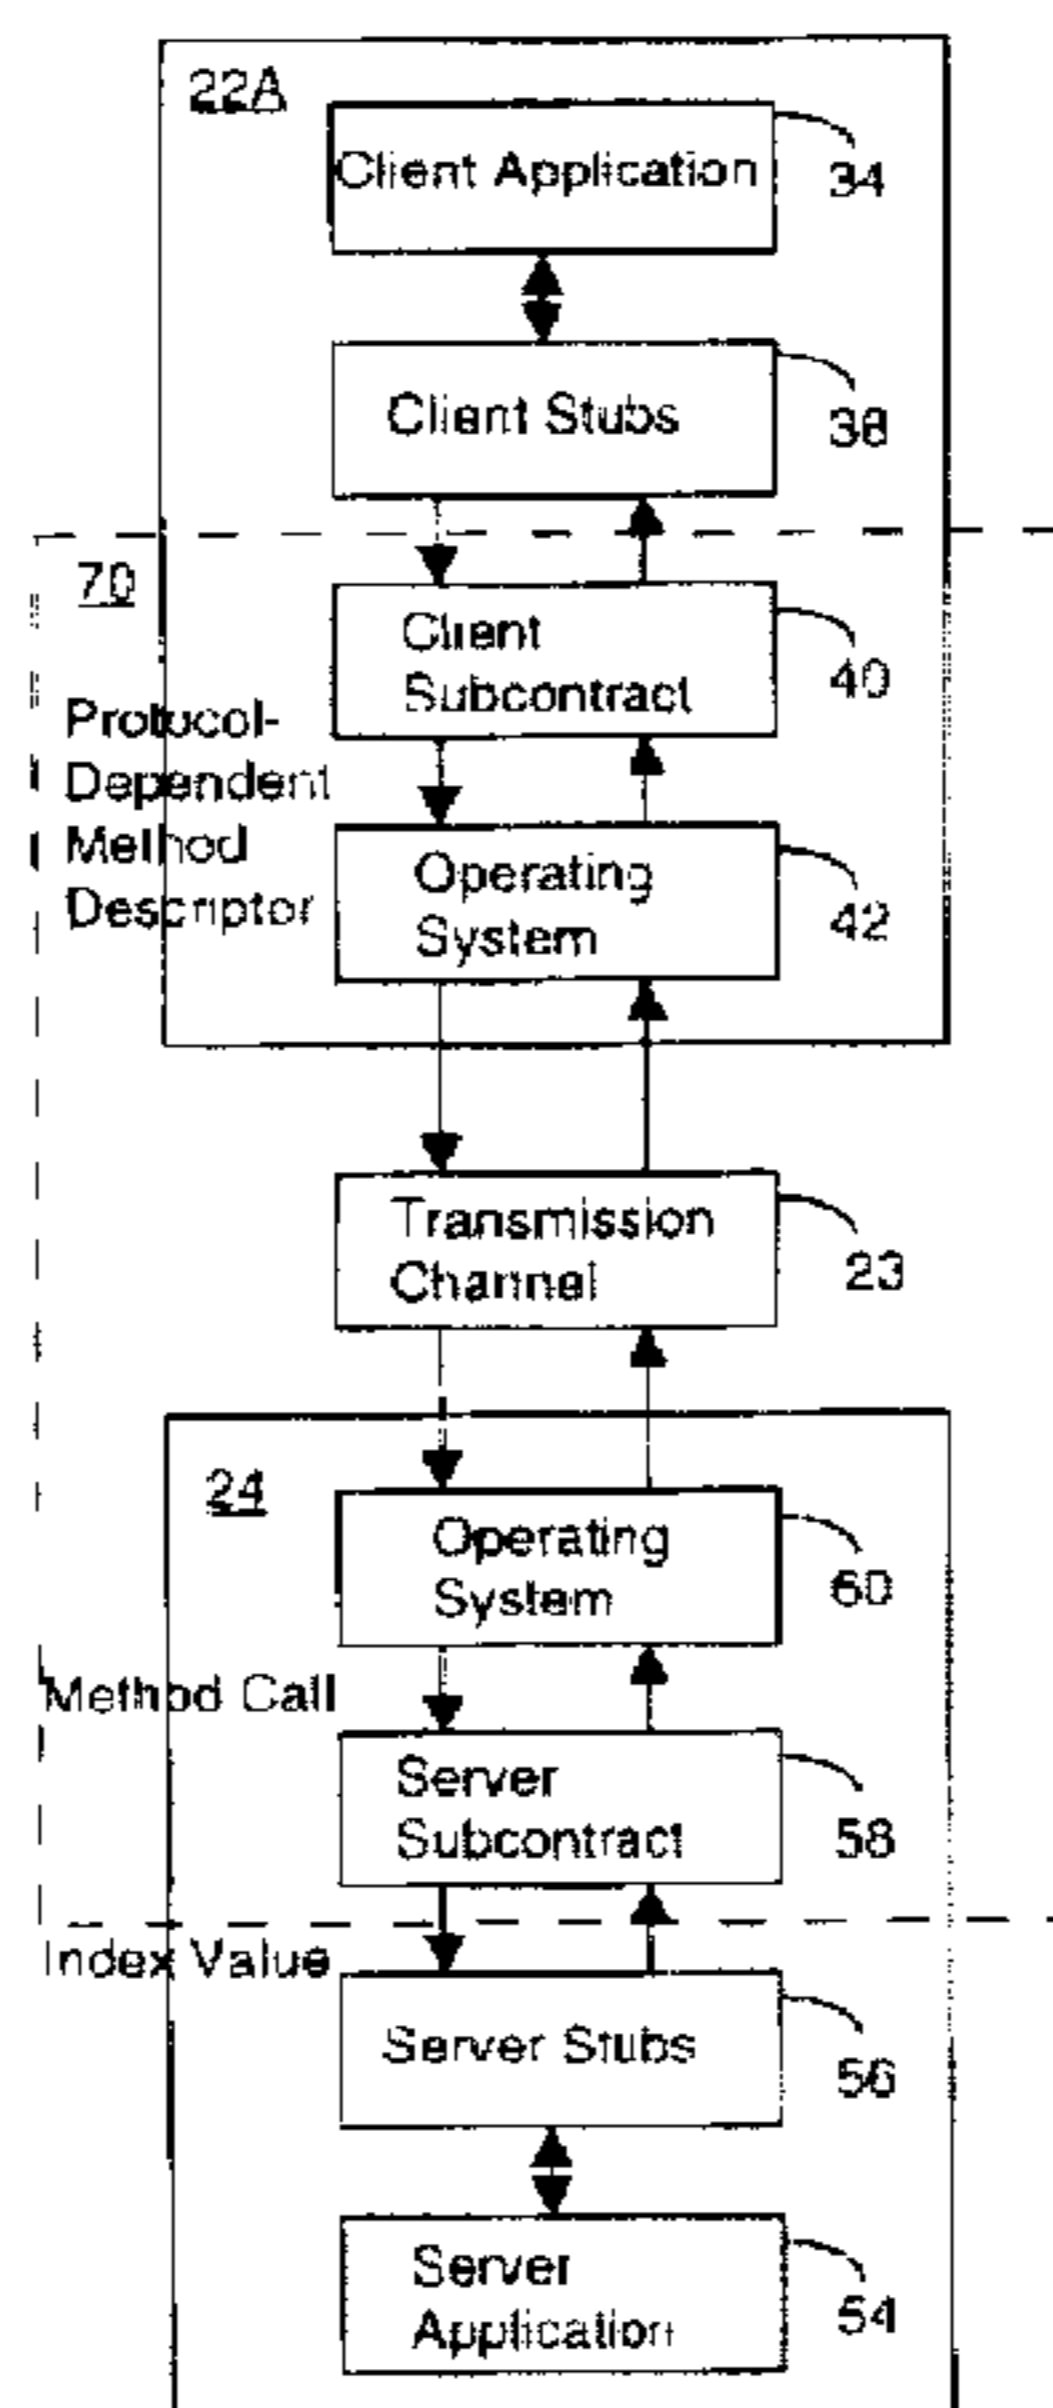 22A
Client Application
34
Client Stubs
38
70
Client
Subcontract
40
Protocol-
Dependent
Method
Descriptor
Operating
System
42
Transmission
Channel
23
24
Operating
System
60
Method Call
Server
Subcontract
58
Index Value
Server Stubs
56
Server
Application
54